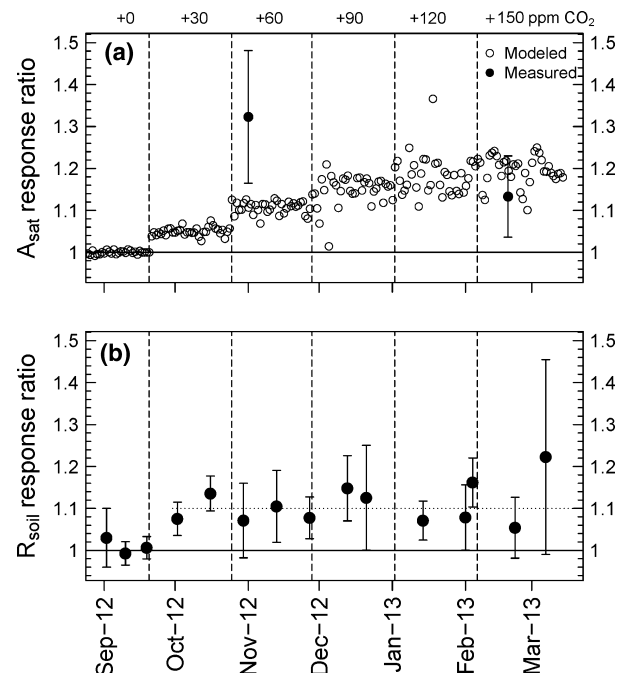 +0 +30 +60 +90 +120 +150 ppm CO2
(a)
Modeled
Measured
Asat response ratio
1.5 1.5
1.4 1.4
1.3 1.3
1.2 1.2
1.1 1.1
1 1
(b)
Rsoil response ratio
1.5 1.5
1.4 1.4
1.3 1.3
1.2 1.2
1.1 1.1
1 1
Sep-12 Oct-12 Nov-12 Dec-12 Jan-13 Feb-13 Mar-13